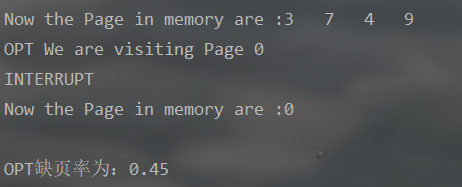 Now the Page in memory are :3   7   4   9
OPT We are visiting Page 0
INTERRUPT
Now the Page in memory are :0
OPT缺页率为：0.45